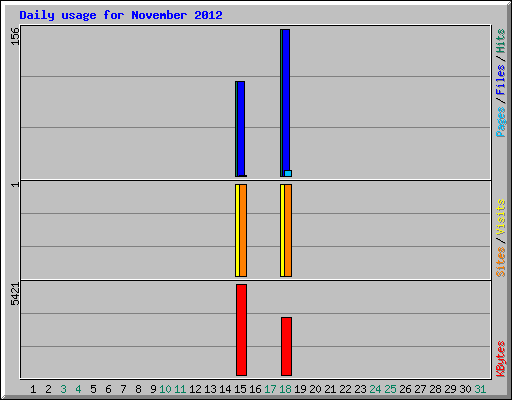 Daily usage for November 2012
156
Pages/Files/Hits
1
Sites/Visits
5421
KBytes
1 2 3 4 5 6 7 8 9 10 11 12 13 14 15 16 17 18 19 20 21 22 23 24 25 26 27 28 29 30 31